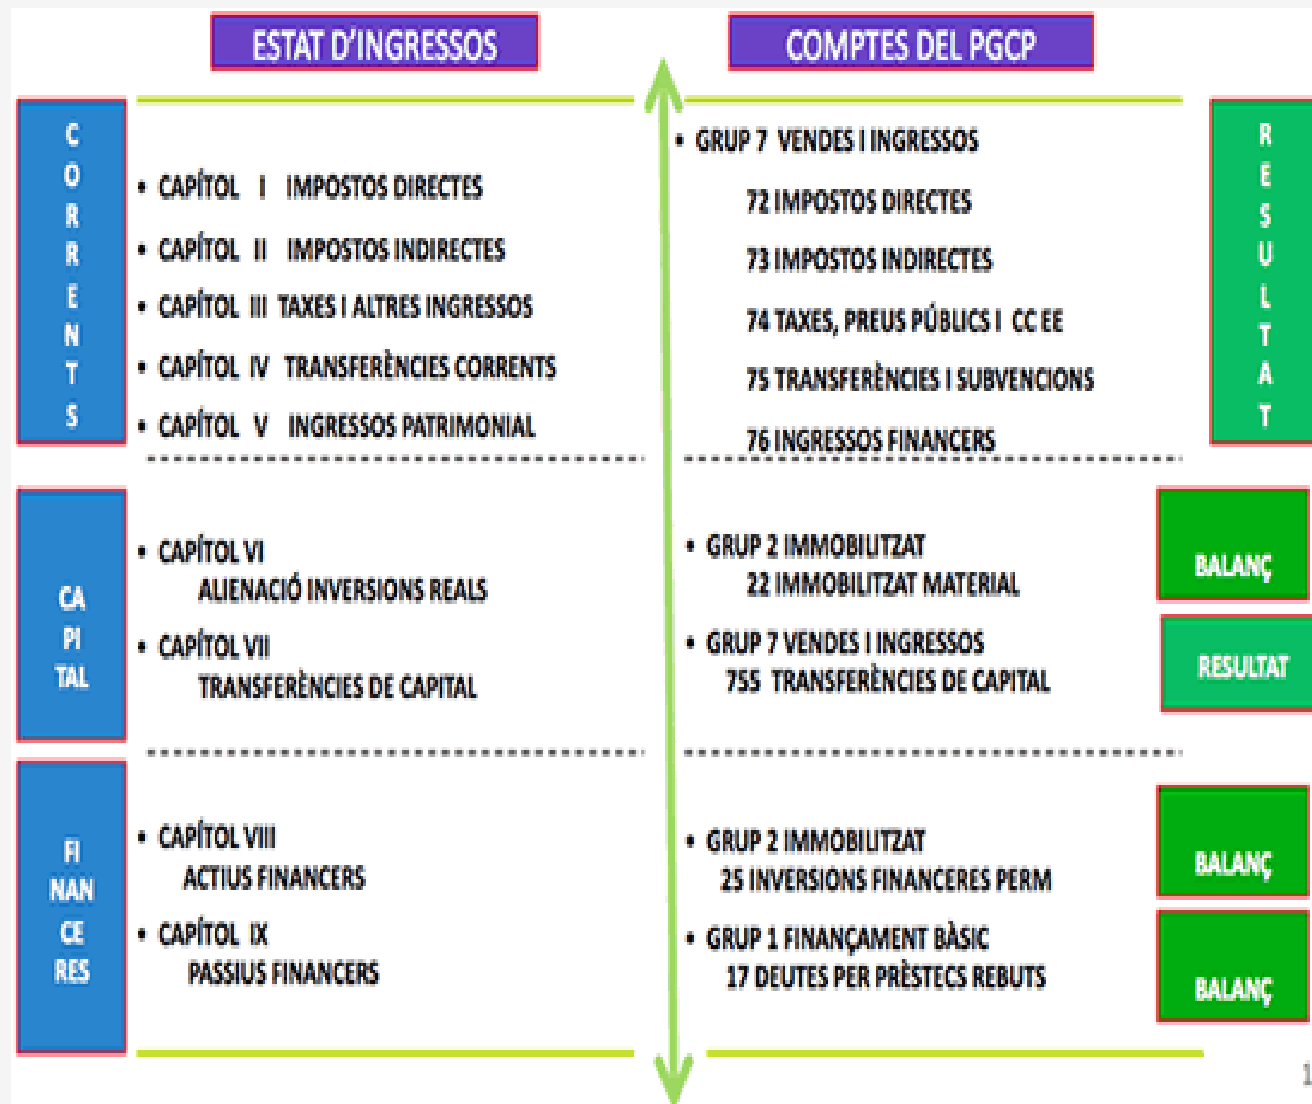 ESTAT D'INGRESSOS
COMPTES DEL PGCP
CORRENTS
• CAPÍTOL I IMPOSTOS DIRECTES
• CAPÍTOL II IMPOSTOS INDIRECTES
• CAPÍTOL III TAXES I ALTRES INGRESSOS
• CAPÍTOL IV TRANSFERÈNCIES CORRENTS
• CAPÍTOL V INGRESSOS PATRIMONIAL
• GRUP 7 VENDES I INGRESSOS
72 IMPOSTOS DIRECTES
73 IMPOSTOS INDIRECTES
74 TAXES, PREUS PÚBLICS I CC EE
75 TRANSFERÈNCIES I SUBVENCIONS
76 INGRESSOS FINANCERS
RESULTAT
CA
PI
TAL
• CAPÍTOL VI
ALIENACIÓ INVERSIONS REALS
• CAPÍTOL VII
TRANSFERÈNCIES DE CAPITAL
• GRUP 2 IMMOBILITZAT
22 IMMOBILITZAT MATERIAL
• GRUP 7 VENDES I INGRESSOS
755 TRANSFERÈNCIES DE CAPITAL
BALANÇ
RESULTAT
FI
NAN
CE
RES
• CAPÍTOL VIII
ACTIUS FINANCERS
• CAPÍTOL IX
PASSIUS FINANCERS
• GRUP 2 IMMOBILITZAT
25 INVERSIONS FINANCERES PERM
• GRUP 1 FINANÇAMENT BÀSIC
17 DEUTES PER PRÈSTECS REBUTS
BALANÇ
BALANÇ
1